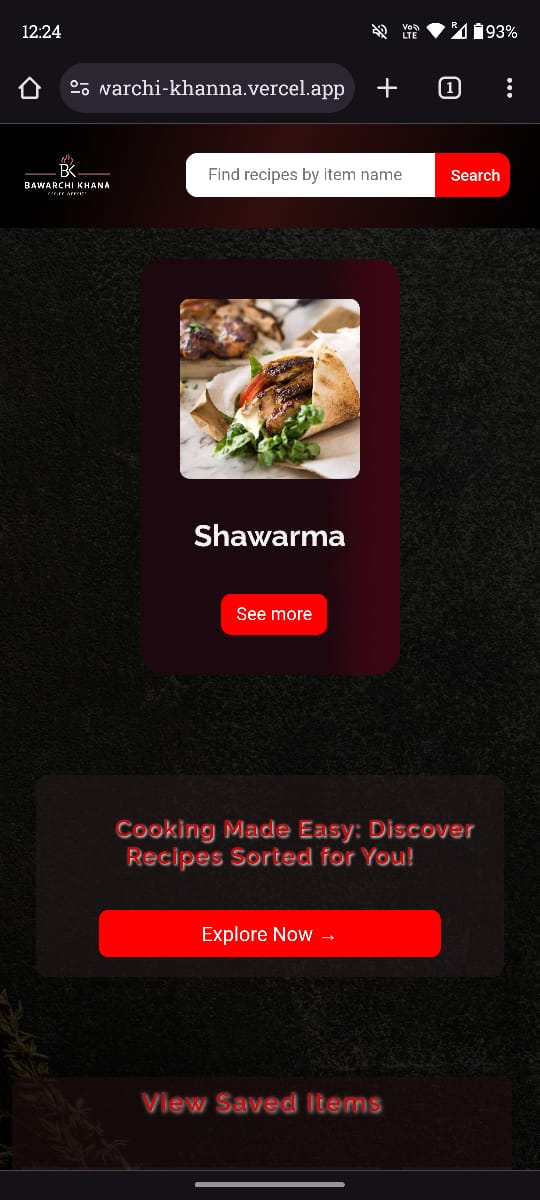 12:24
R
Vo
LTE
93%
warchi-khanna.vercel.app
1
BK
BAWARCHI KHANA
Find recipes by item name
Search
Shawarma
See more
Cooking Made Easy: Discover
Recipes Sorted for You!
Explore Now →
View Saved Items